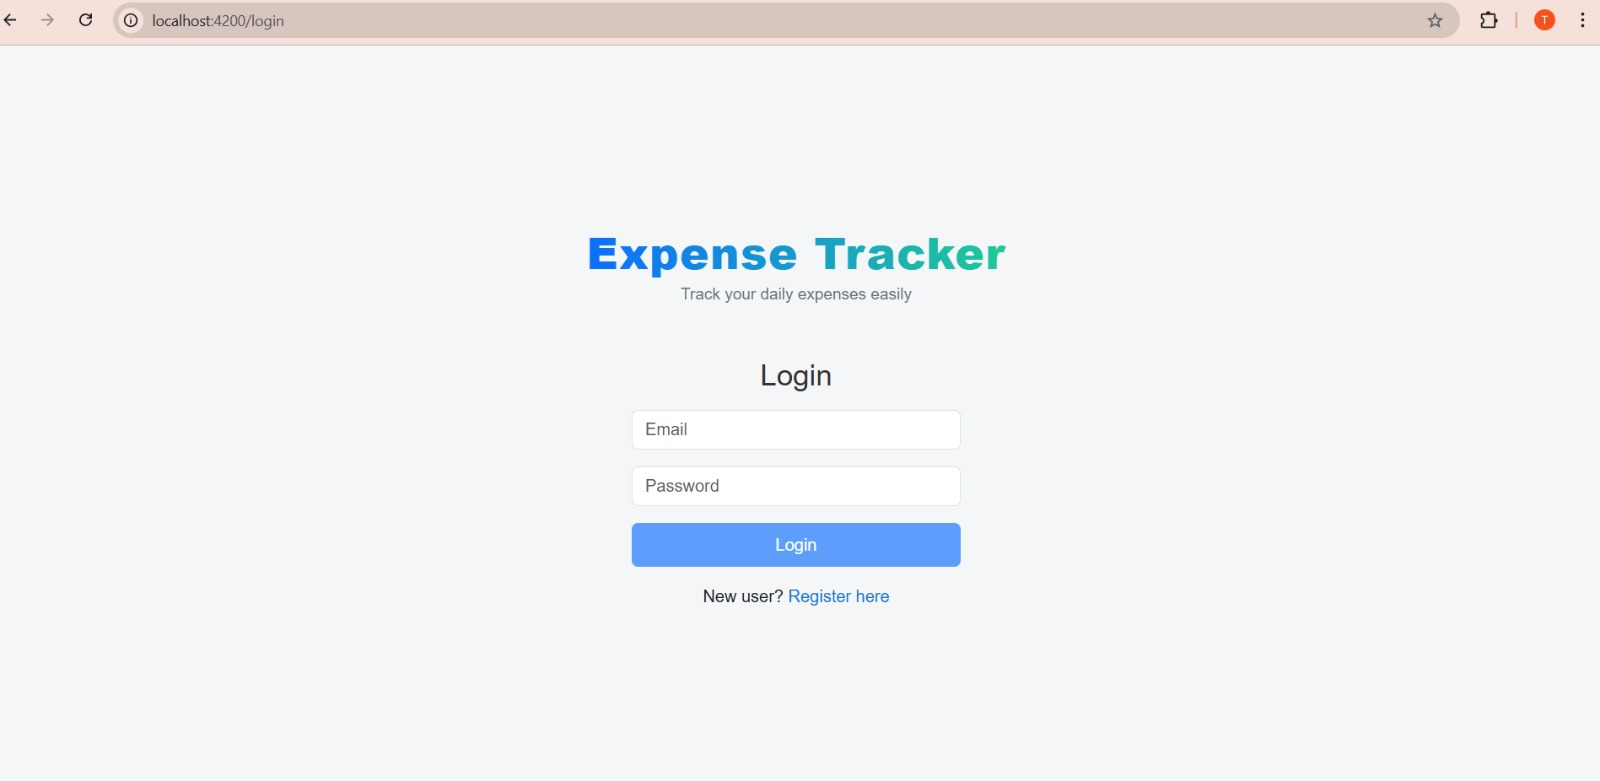 localhost:4200/login
T
Expense Tracker
Track your daily expenses easily
Login
Email
Password
Login
New user? Register here